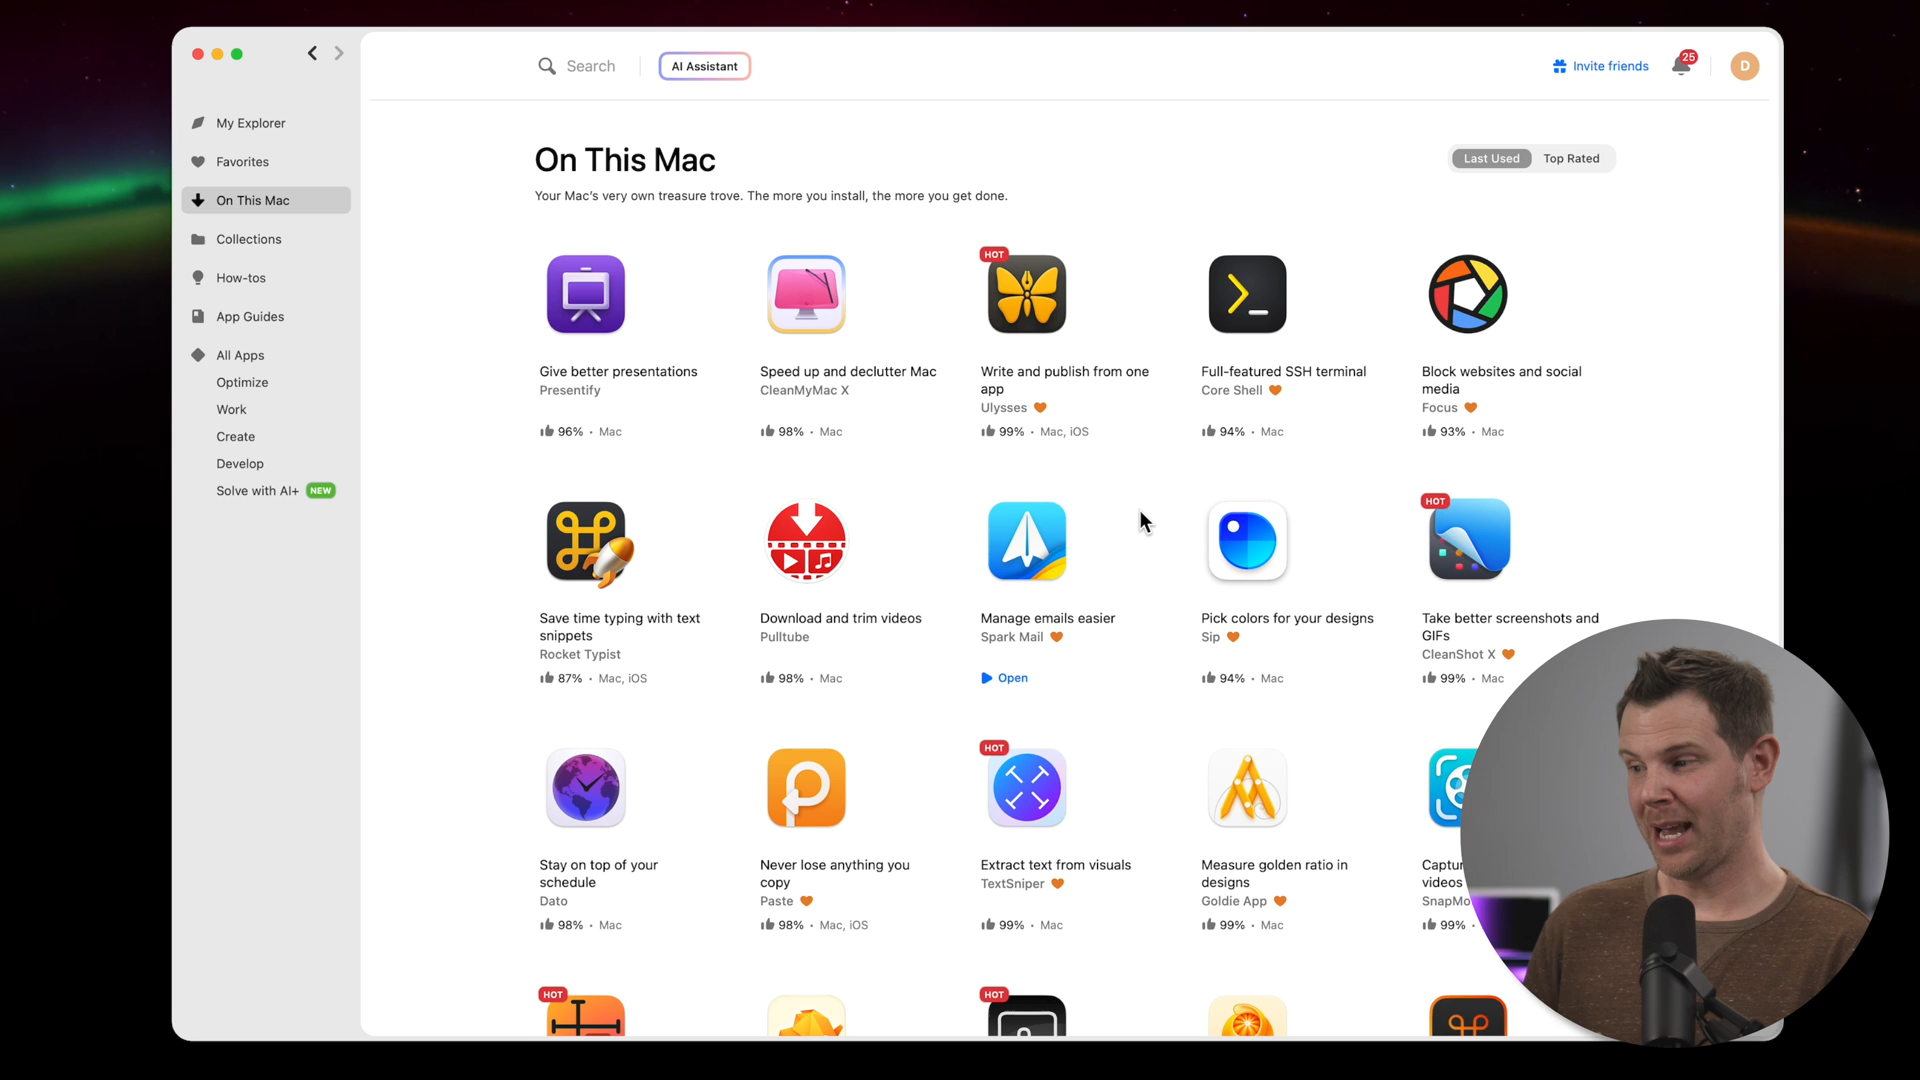 Search
AI Assistant
Invite friends
25
D
My Explorer
Favorites
On This Mac
Collections
How-tos
App Guides
All Apps
Optimize
Work
Create
Develop
Solve with AI+ NEW
On This Mac
Last Used
Top Rated
Your Mac's very own treasure trove. The more you install, the more you get done.
Give better presentations
Presentify
96% • Mac
Speed up and declutter Mac
CleanMyMac X
98% • Mac
HOT
Write and publish from one
app
Ulysses
99% • Mac, iOS
Full-featured SSH terminal
Core Shell
94% • Mac
Block websites and social
media
Focus
93% • Mac
Save time typing with text
snippets
Rocket Typist
87% • Mac, iOS
Download and trim videos
Pulltube
98% • Mac
Manage emails easier
Spark Mail
Open
Pick colors for your designs
Sip
94% • Mac
HOT
Take better screenshots and
GIFs
CleanShot X
99% • Mac
Stay on top of your
schedule
Dato
98% • Mac
Never lose anything you
copy
Paste
98% • Mac, iOS
HOT
Extract text from visuals
TextSniper
99% • Mac
Measure golden ratio in
designs
Goldie App
99% • Mac
Captu
videos
SnapMo
99% •
HOT
HOT